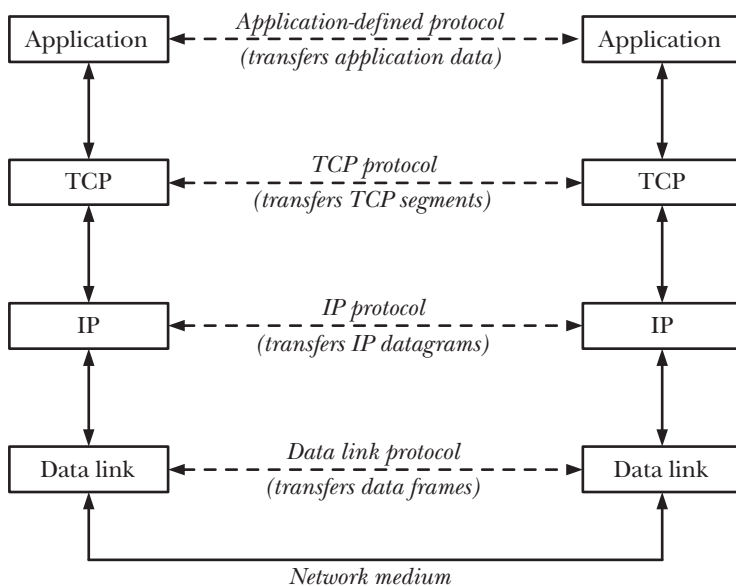 Application
Application-defined protocol
(transfers application data)
Application
TCP
TCP protocol
(transfers TCP segments)
TCP
IP
IP protocol
(transfers IP datagrams)
IP
Data link
Data link protocol
(transfers data frames)
Data link
Network medium